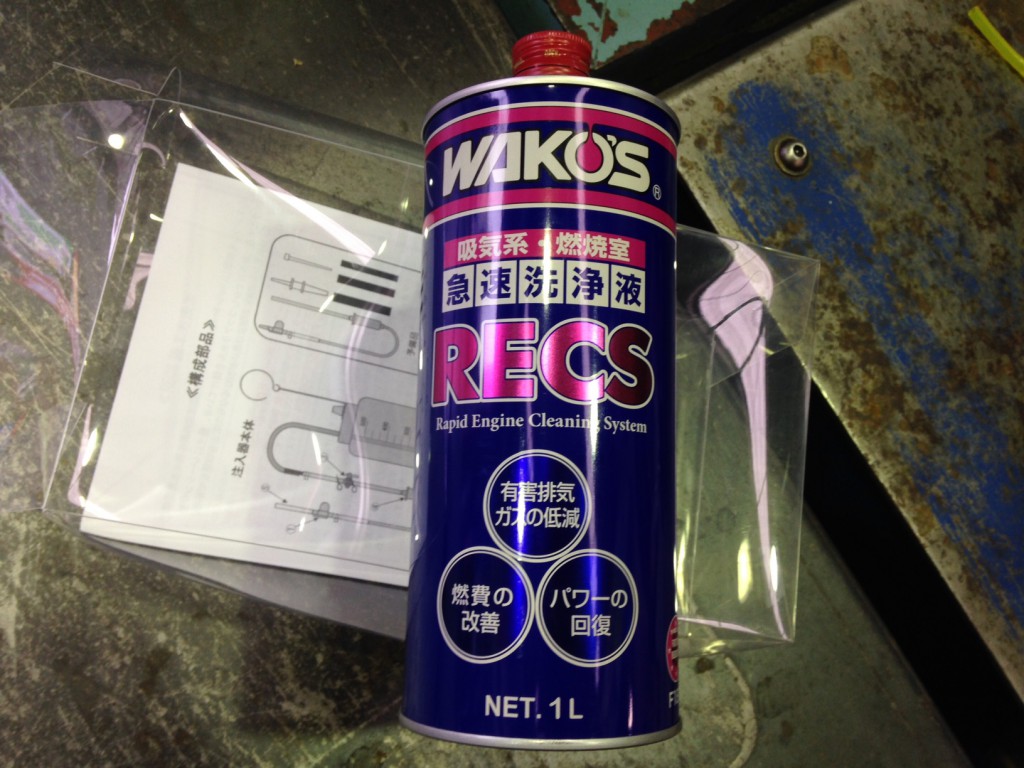 WAKO'S
®
吸気系・燃焼室
急速洗浄液
RECS
Rapid Engine Cleaning System
有害排気
ガスの低減
燃費の
改善
パワーの
回復
NET. 1L
≪構成部品≫
注入器本体